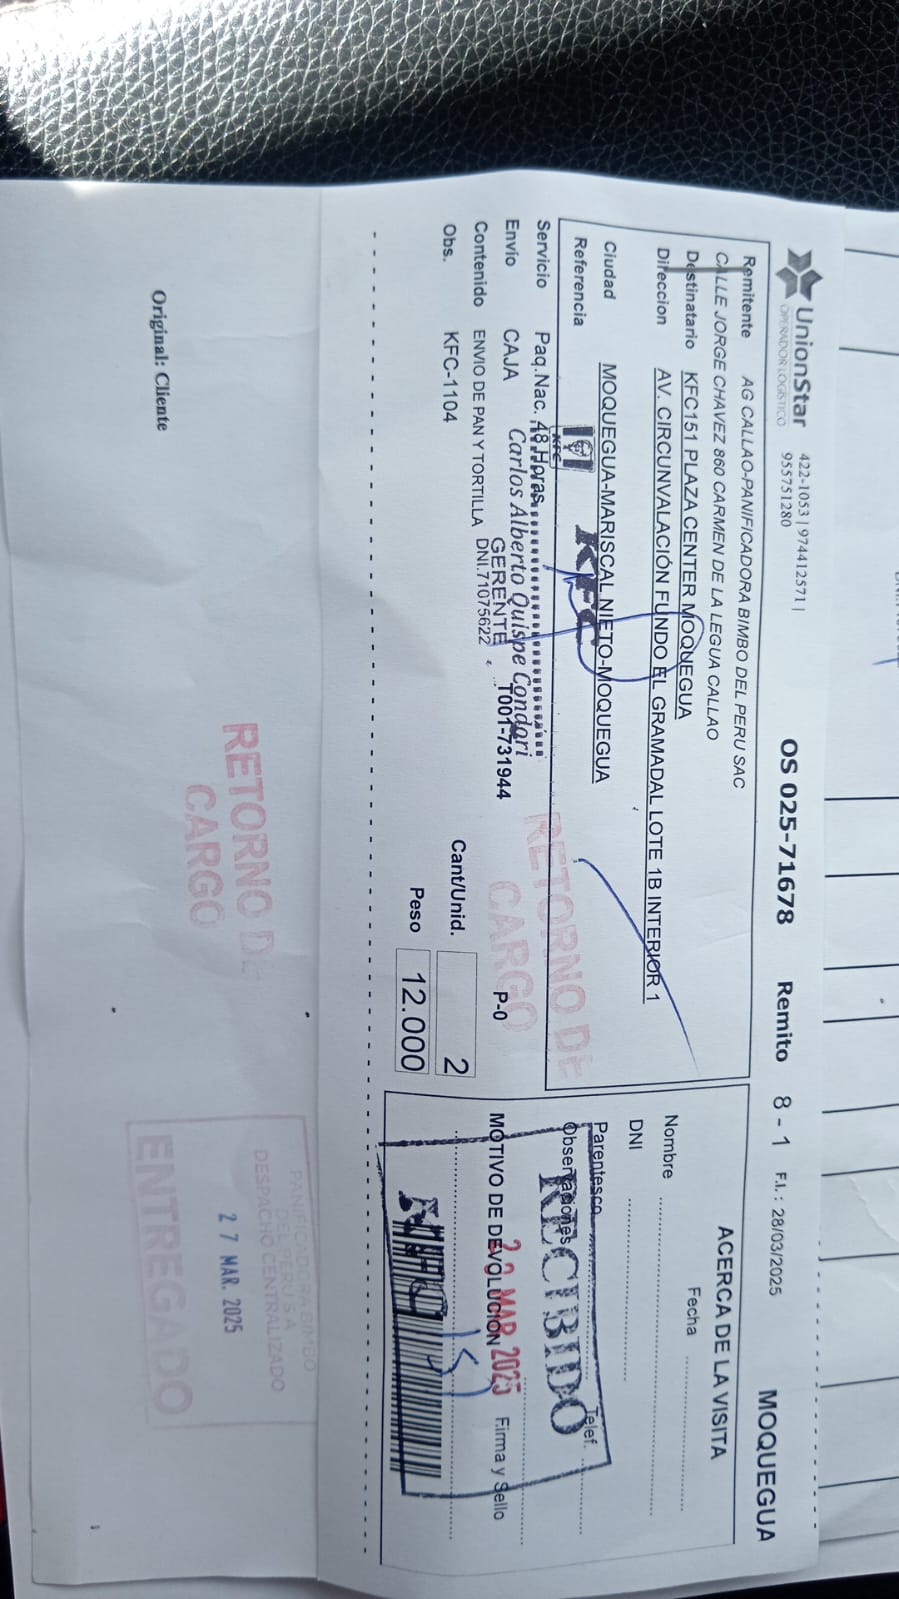 UnionStar
OPERADOR LOGÍSTICO
422-1053 | 974412571 |
955751280
OS 025-71678
Remito 8 - 1 F.I.: 28/03/2025
MOQUEGUA
Remitente AG CALLAO-PANIFICADORA BIMBO DEL PERU SAC
CALLE JORGE CHAVEZ 860 CARMEN DE LA LEGUA CALLAO
Destinatario KFC151 PLAZA CENTER MOQUEGUA
Direccion AV. CIRCUNVALACIÓN FUNDO EL GRAMADAL LOTE 1B INTERIOR 1
Ciudad MOQUEGUA-MARISCAL NIETO-MOQUEGUA
Referencia
KFC
KFC
Servicio Paq.Nac. 48 Horas
Envío CAJA T001-731944 P-0
Carlos Alberto Quispe Condori
GERENTE
DNI.71075622
Contenido ENVIO DE PAN Y TORTILLA
Obs. KFC-1104
Cant/Unid. 2
Peso 12.000
RETORNO DE
CARGO
ACERCA DE LA VISITA
Fecha
Nombre
DNI
Parentesco Telef.
Observaciones
RECIBIDO
MOTIVO DE DEVOLUCIÓN
MAR 2025
Firma y Sello
KFC 151
Original: Cliente
RETORNO DE
CARGO
PANIFICADORA BIMBO
DEL PERU S.A
DESPACHO CENTRALIZADO
27 MAR. 2025
ENTREGADO